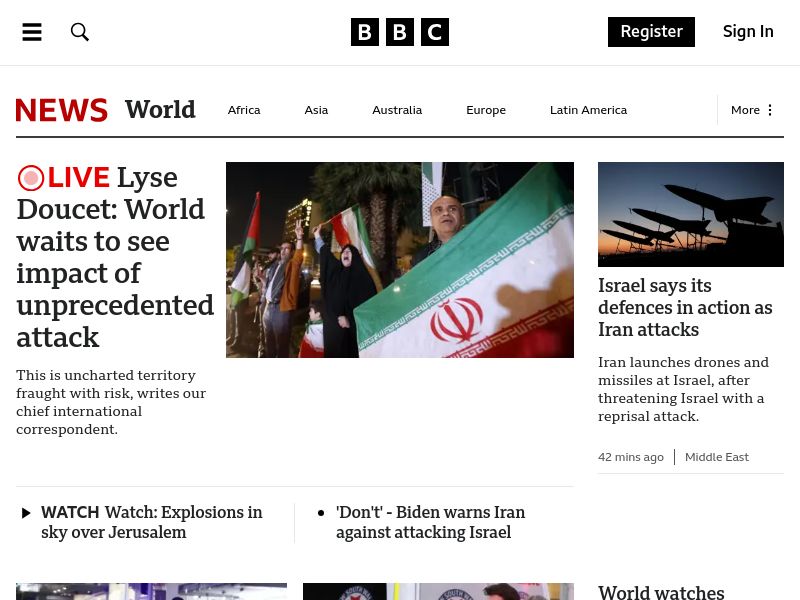 BBC
Register
Sign In
NEWS
World
Africa
Asia
Australia
Europe
Latin America
More
LIVE Lyse
Doucet: World
waits to see
impact of
unprecedented
attack
This is uncharted territory
fraught with risk, writes our
chief international
correspondent.
Israel says its
defences in action as
Iran attacks
Iran launches drones and
missiles at Israel, after
threatening Israel with a
reprisal attack.
42 mins ago
Middle East
WATCH Watch: Explosions in
sky over Jerusalem
'Don't' - Biden warns Iran
against attacking Israel
World watches